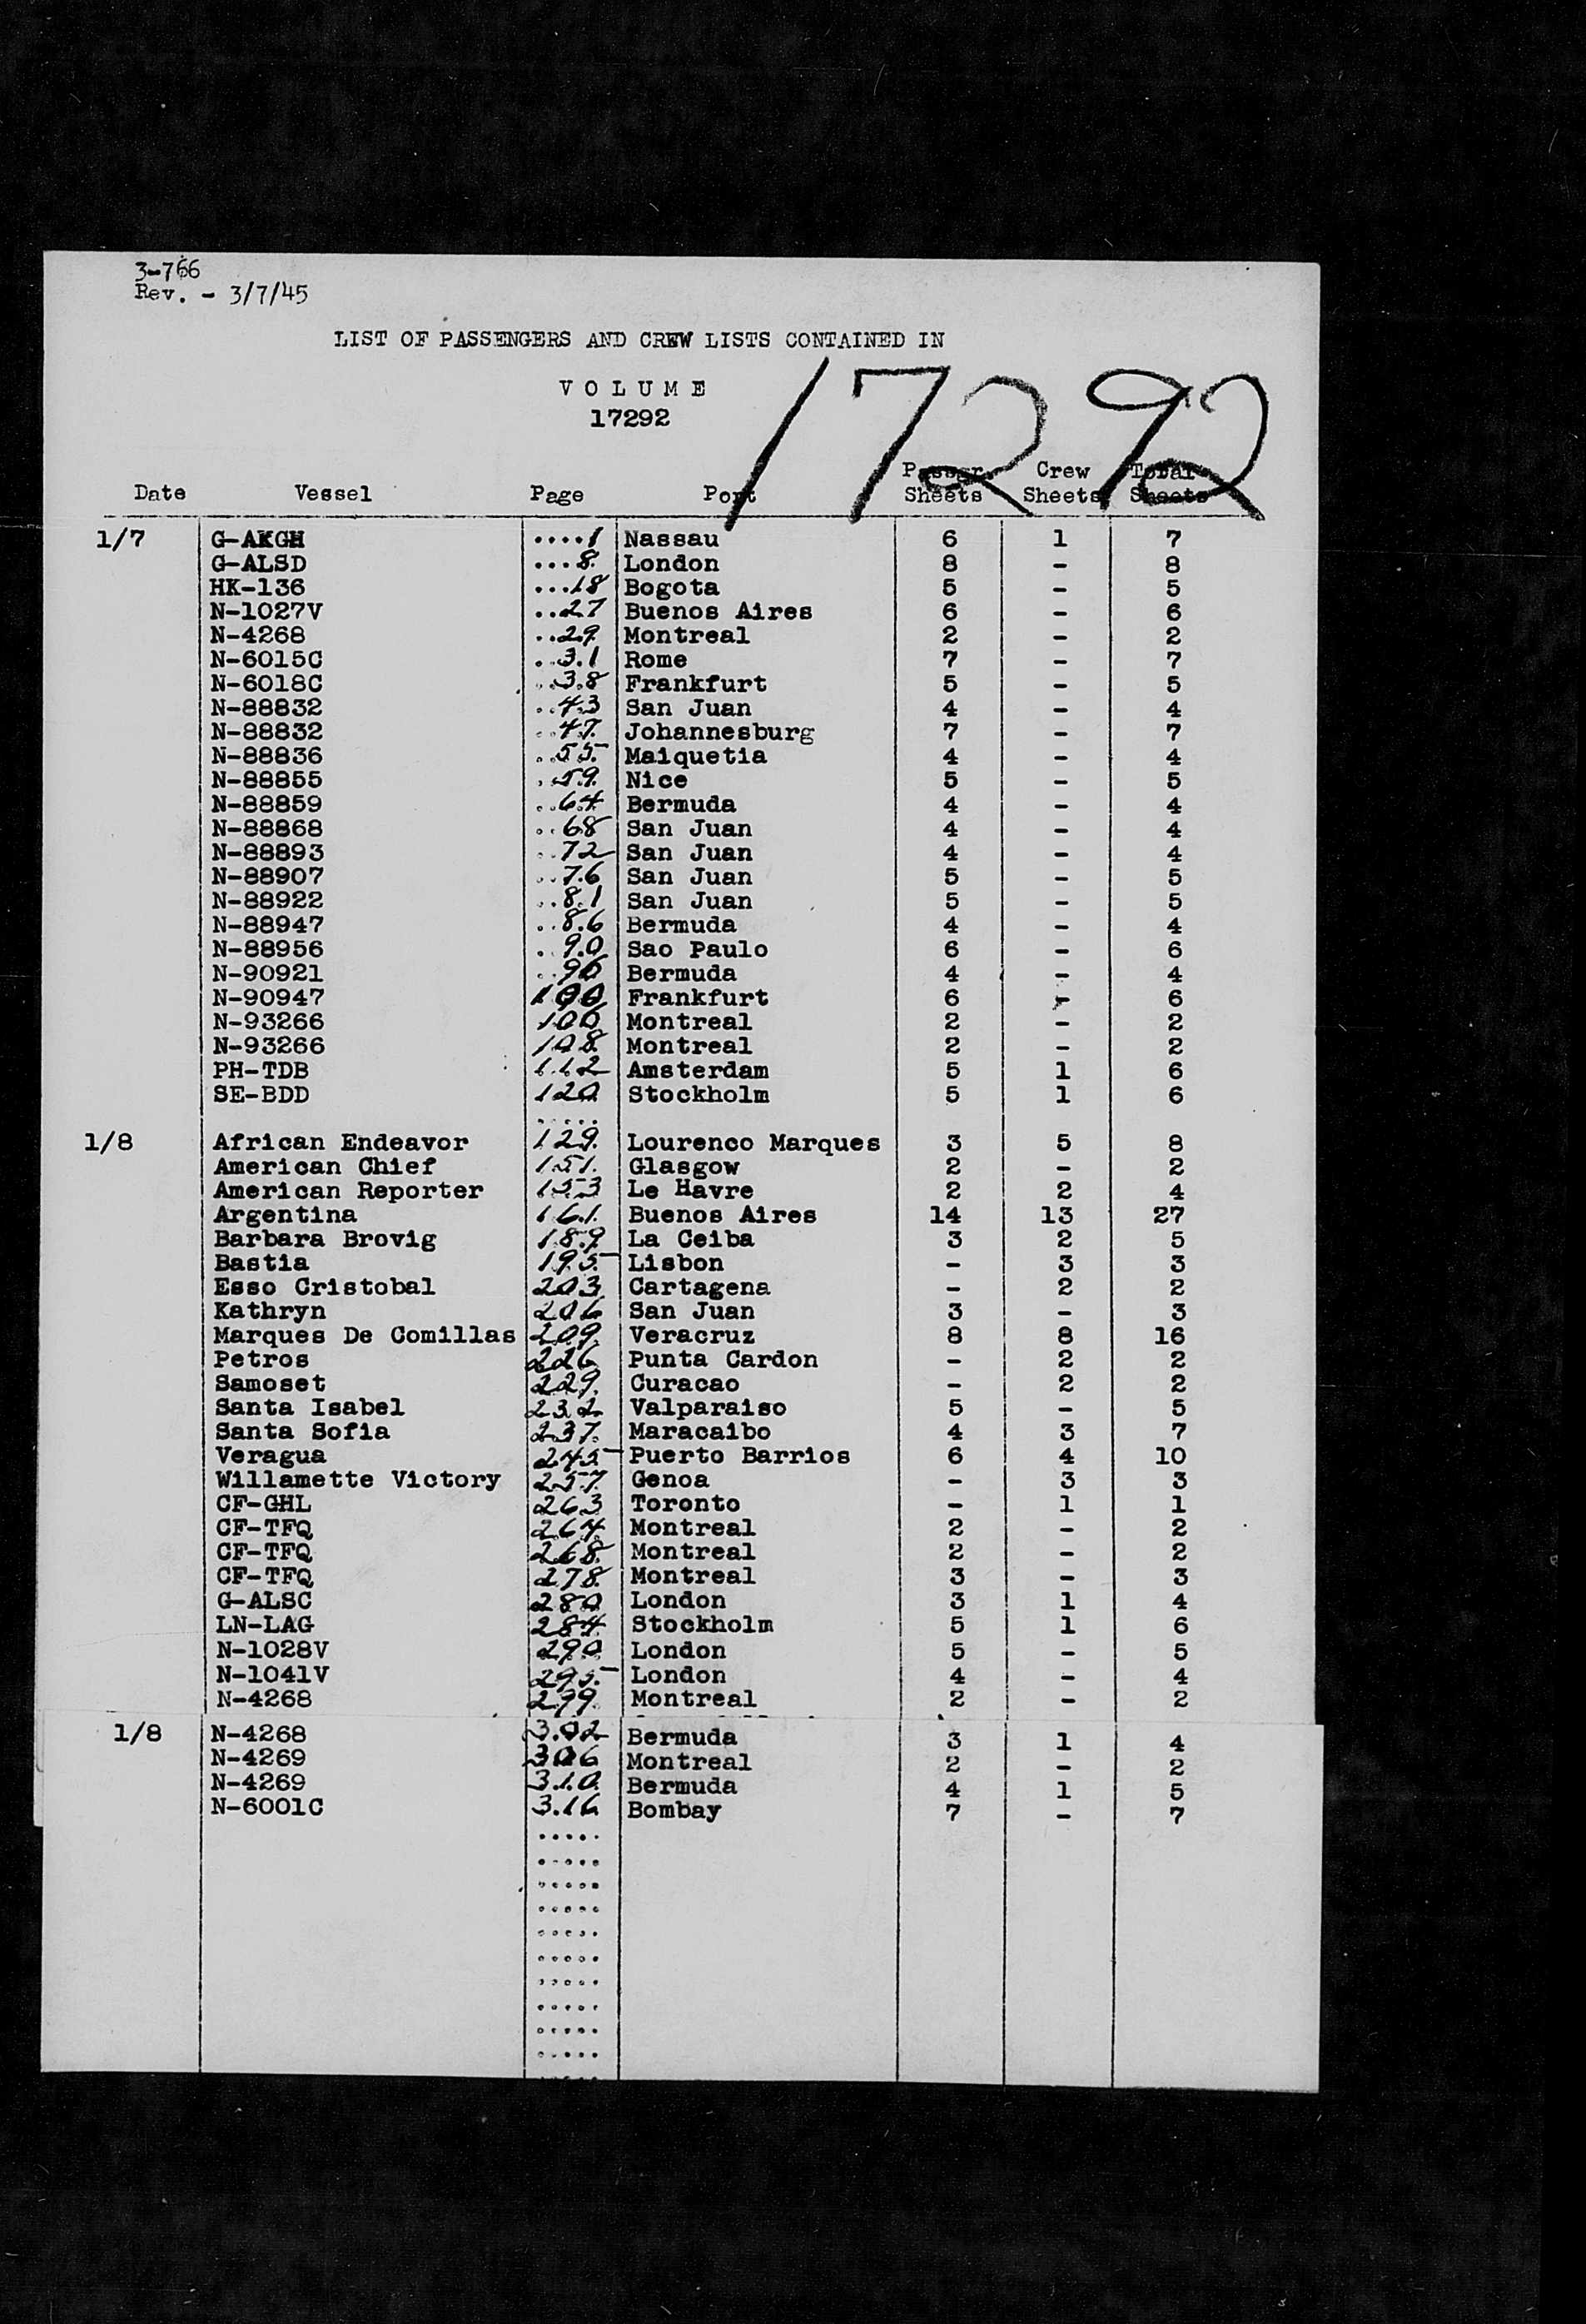 3-766
Rev. - 3/7/45
LIST OF PASSENGERS AND CREW LISTS CONTAINED IN
VOLUME
17292
17292
Date Vessel Page Port Passgr. Sheets Crew Sheets Total Sheets
1/7 G-AKGH ....1 Nassau 6 1 7
G-ALSD ...8. London 8 - 8
HK-136 ...18 Bogota 5 - 5
N-1027V ..27 Buenos Aires 6 - 6
N-4268 ..29. Montreal 2 - 2
N-6015C ..31 Rome 7 - 7
N-6018C ..38 Frankfurt 5 - 5
N-88832 ..43 San Juan 4 - 4
N-88832 ..47. Johannesburg 7 - 7
N-88836 ..55 Maiquetia 4 - 4
N-88855 ..59. Nice 5 - 5
N-88859 ..64 Bermuda 4 - 4
N-88868 ..68 San Juan 4 - 4
N-88893 ..72 San Juan 4 - 4
N-88907 ..76 San Juan 5 - 5
N-88922 ..81 San Juan 5 - 5
N-88947 ..86 Bermuda 4 - 4
N-88956 ..90 Sao Paulo 6 - 6
N-90921 ..96 Bermuda 4 - 4
N-90947 100 Frankfurt 6 - 6
N-93266 Montreal 2 - 2
N-93266 108 Montreal 2 - 2
PH-TDB 112 Amsterdam 5 1 6
SE-BDD 120 Stockholm 5 1 6
.....
1/8 African Endeavor 129. Lourenco Marques 3 5 8
American Chief 151. Glasgow 2 - 2
American Reporter 153 Le Havre 2 2 4
Argentina 161. Buenos Aires 14 13 27
Barbara Brovig 189 La Ceiba 3 2 5
Bastia 195 Lisbon - 3 3
Esso Cristobal 203 Cartagena - 2 2
Kathryn 206 San Juan 3 - 3
Marques De Comillas 209. Veracruz 8 8 16
Petros 226 Punta Cardon - 2 2
Samoset 229. Curacao - 2 2
Santa Isabel 232 Valparaiso 5 - 5
Santa Sofia 237. Maracaibo 4 3 7
Veragua 245 Puerto Barrios 6 4 10
Willamette Victory 257. Genoa - 3 3
CF-GHL 263 Toronto - 1 1
CF-TFQ 264 Montreal 2 - 2
CF-TFQ 268. Montreal 2 - 2
CF-TFQ 278. Montreal 3 - 3
G-ALSC 280 London 3 1 4
LN-LAG 284 Stockholm 5 1 6
N-1028V 290 London 5 - 5
N-1041V 295 London 4 - 4
N-4268 299. Montreal 2 - 2
1/8 N-4268 302 Bermuda 3 1 4
N-4269 306 Montreal 2 - 2
N-4269 310. Bermuda 4 1 5
N-6001C 316 Bombay 7 - 7
.....
.....
.....
.....
.....
.....
.....
.....
.....
.....
.....